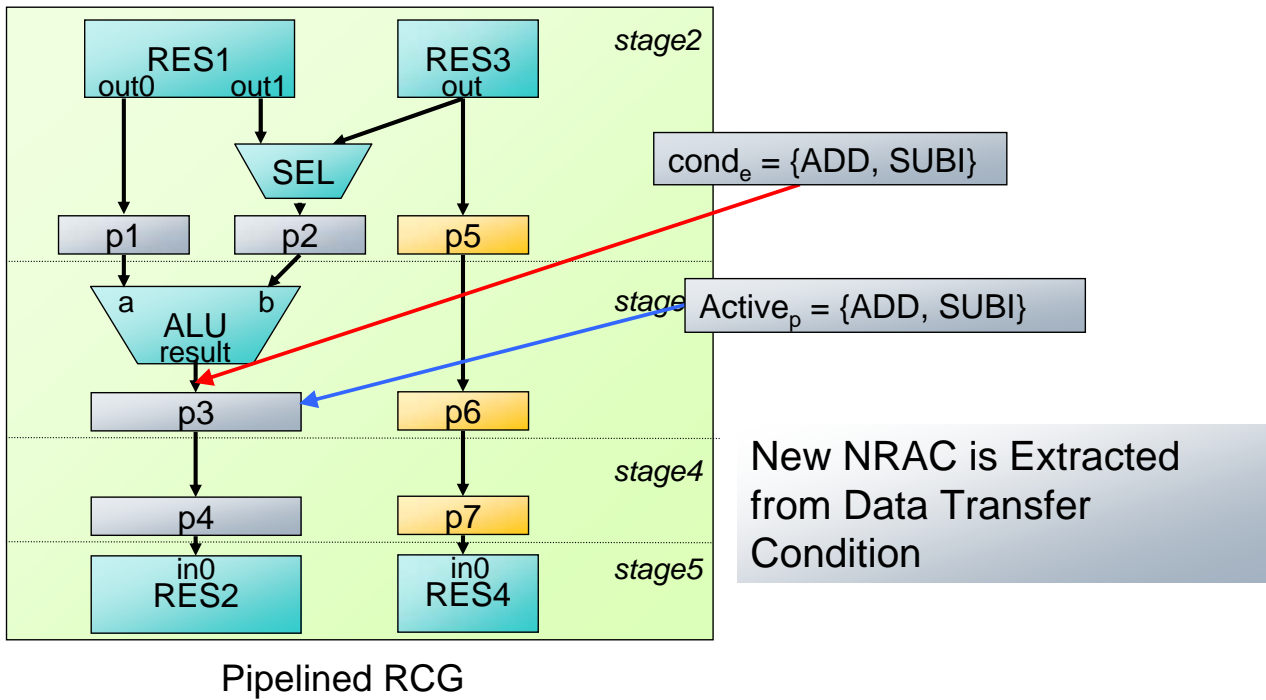 RES1
out0 out1
RES3
out
stage2
SEL
cond_e = {ADD, SUBI}
p1
p2
p5
a b
ALU
result
stage
Active_p = {ADD, SUBI}
p3
p6
stage4
p4
p7
in0
RES2
in0
RES4
stage5
New NRAC is Extracted
from Data Transfer
Condition
Pipelined RCG